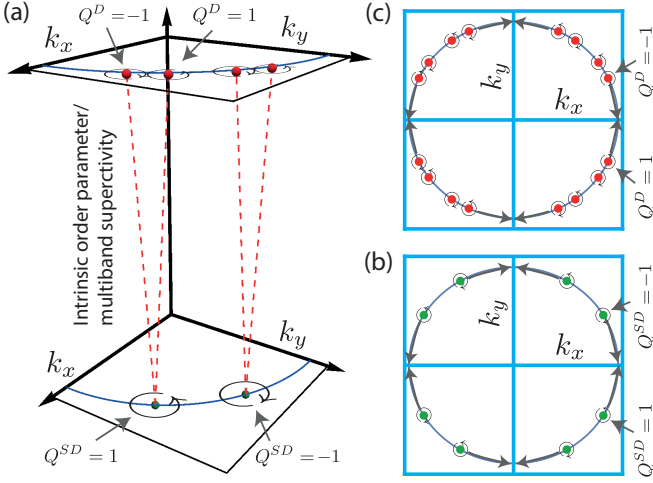 (a)
Q^D = −1
Q^D = 1
k_x
k_y
Intrinsic order parameter/
multiband superctivity
k_x
k_y
Q^{SD} = 1
Q^{SD} = −1
(c)
k_y
k_x
Q^D = −1
Q^D = 1
(b)
k_y
k_x
Q^{SD} = −1
Q^{SD} = 1